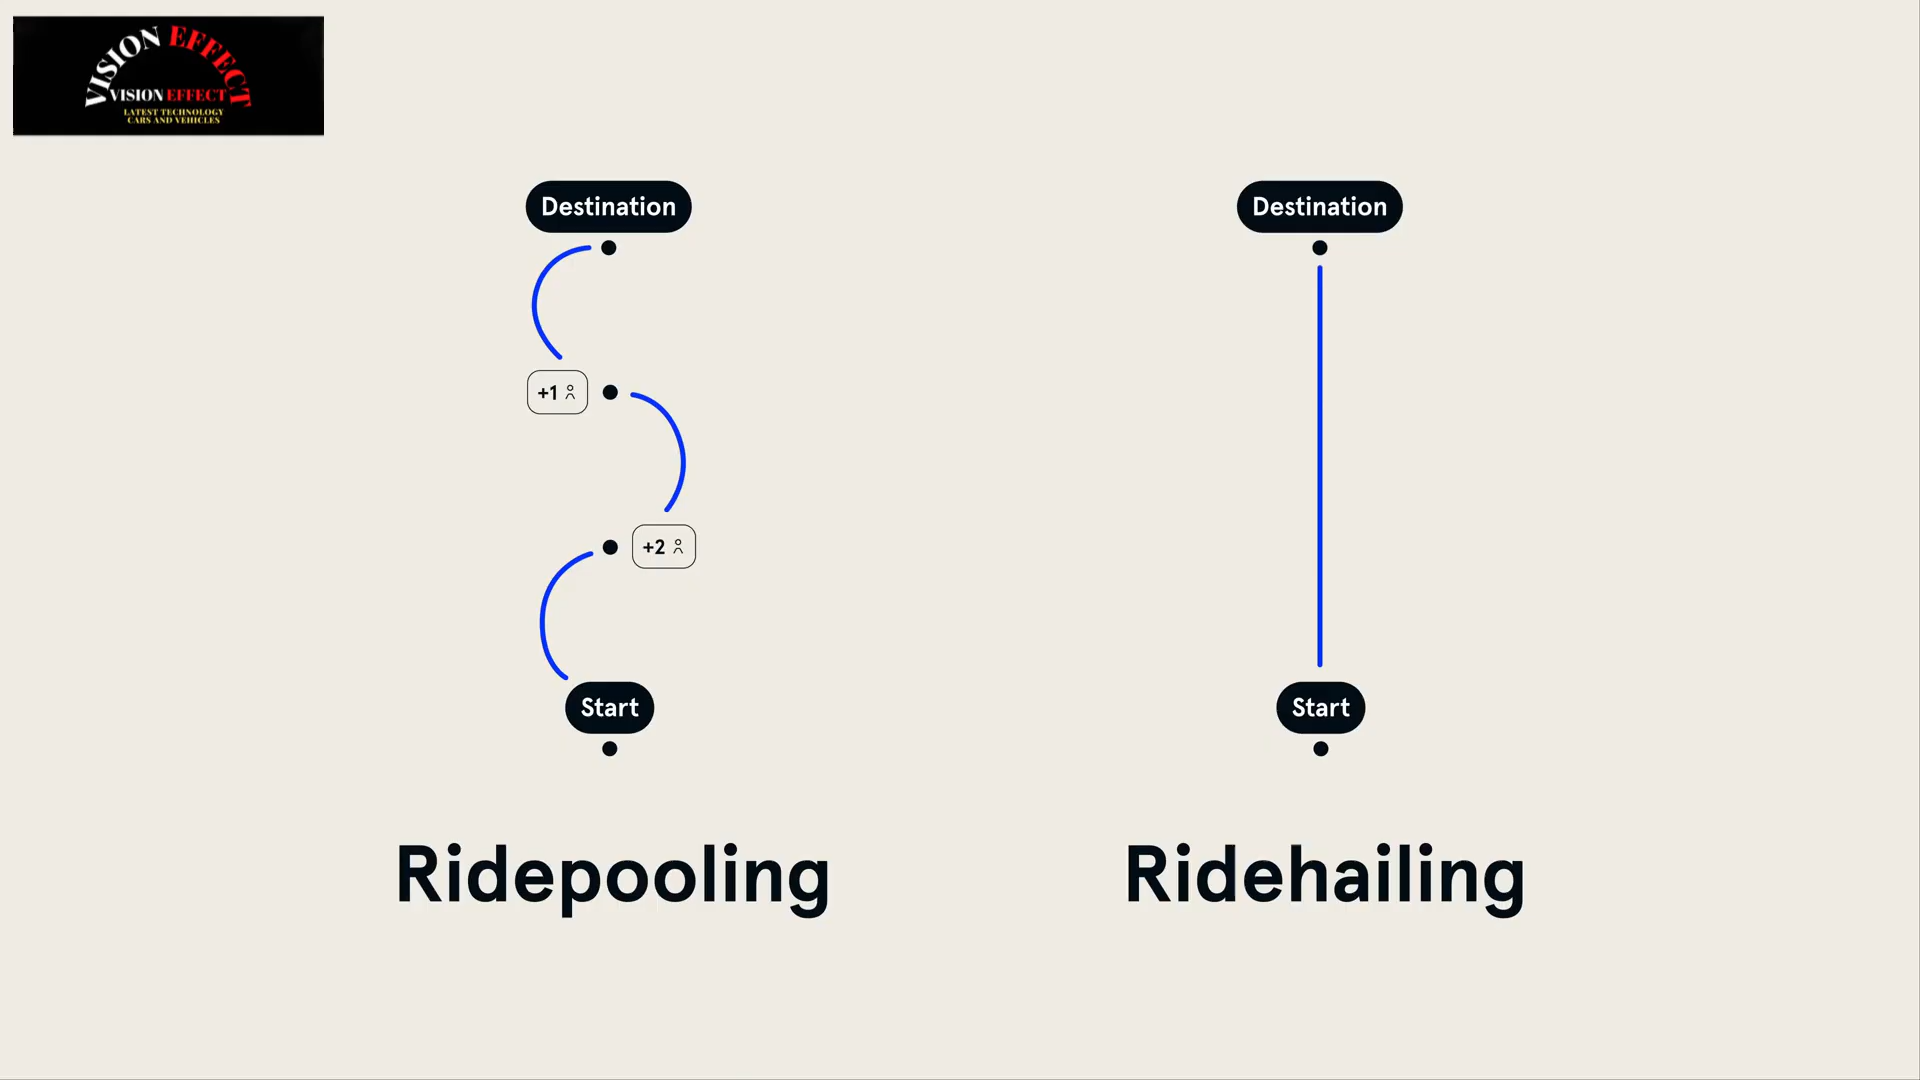 VISION EFFECT
VISION EFFECT
LATEST TECHNOLOGY
CARS AND VEHICLES
Destination
Destination
+1
+2
Start
Start
Ridepooling
Ridehailing